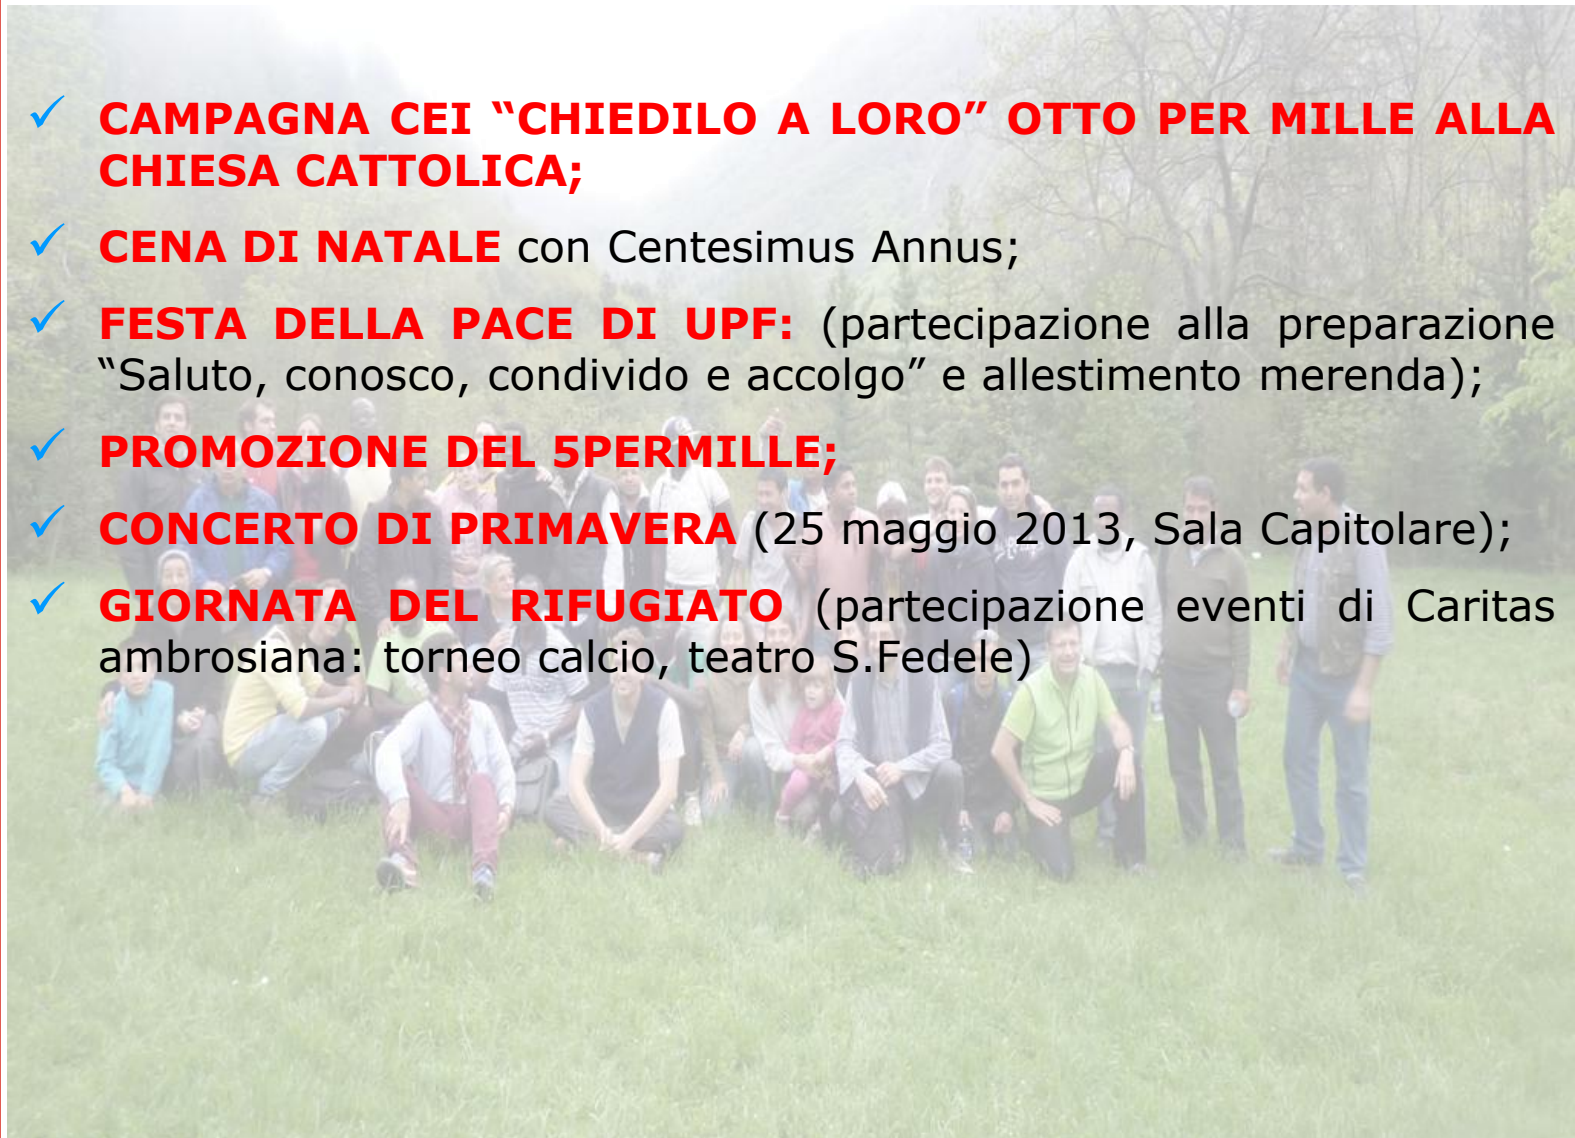 ✓ CAMPAGNA CEI “CHIEDILO A LORO” OTTO PER MILLE ALLA
CHIESA CATTOLICA;
✓ CENA DI NATALE con Centesimus Annus;
✓ FESTA DELLA PACE DI UPF: (partecipazione alla preparazione
“Saluto, conosco, condivido e accolgo” e allestimento merenda);
✓ PROMOZIONE DEL 5PERMILLE;
✓ CONCERTO DI PRIMAVERA (25 maggio 2013, Sala Capitolare);
✓ GIORNATA DEL RIFUGIATO (partecipazione eventi di Caritas
ambrosiana: torneo calcio, teatro S.Fedele)